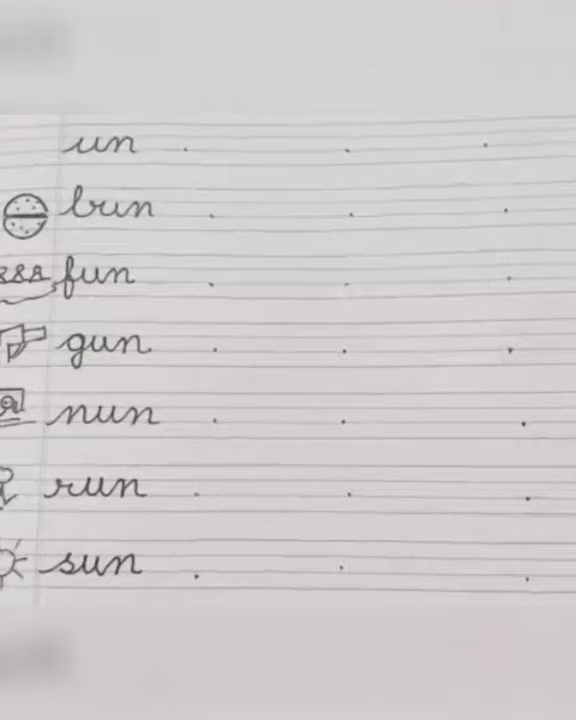 un . . .
bun . . .
fun . . .
gun . . .
nun . . .
run . . .
sun . . .